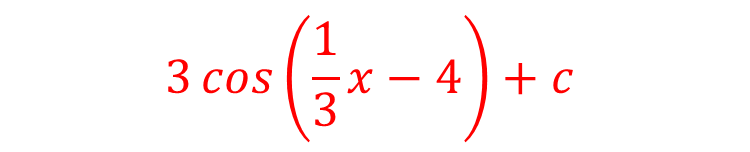 3 cos(1/3 x − 4) + c